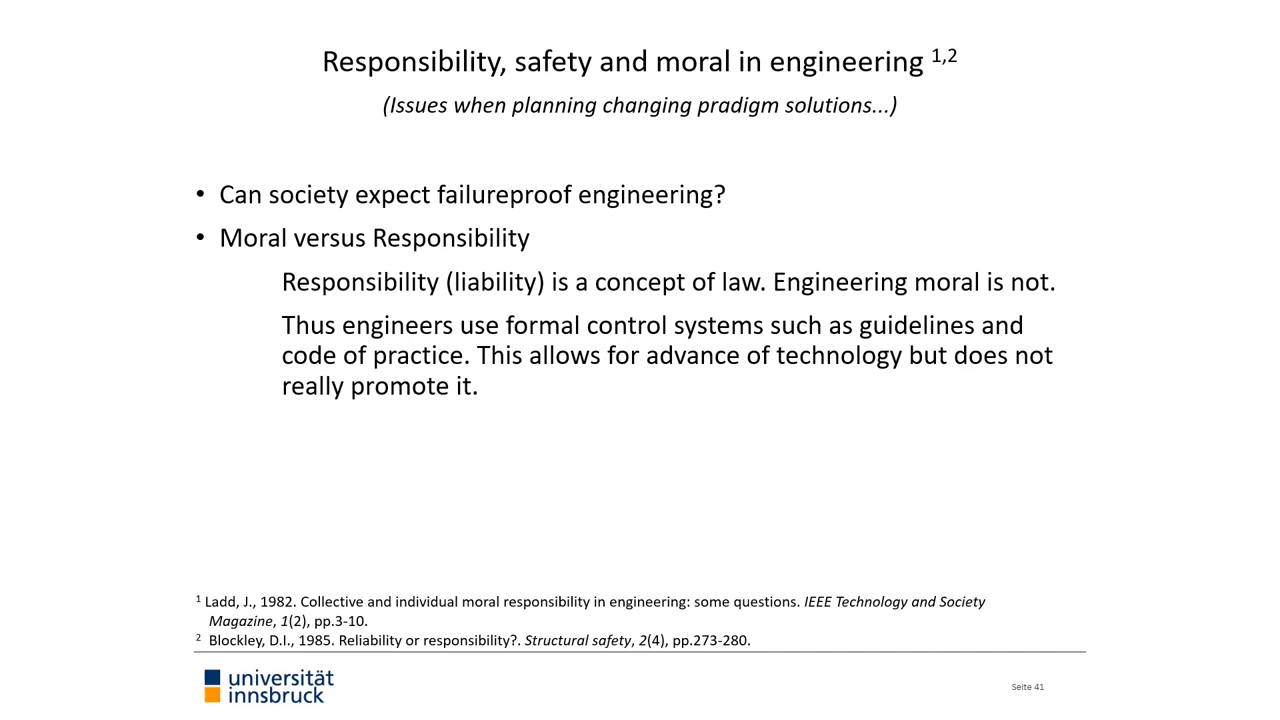 Responsibility, safety and moral in engineering 1,2
(Issues when planning changing pradigm solutions...)
• Can society expect failureproof engineering?
• Moral versus Responsibility
Responsibility (liability) is a concept of law. Engineering moral is not.
Thus engineers use formal control systems such as guidelines and
code of practice. This allows for advance of technology but does not
really promote it.
1 Ladd, J., 1982. Collective and individual moral responsibility in engineering: some questions. IEEE Technology and Society
Magazine, 1(2), pp.3-10.
2 Blockley, D.I., 1985. Reliability or responsibility?. Structural safety, 2(4), pp.273-280.
universität
innsbruck
Seite 41